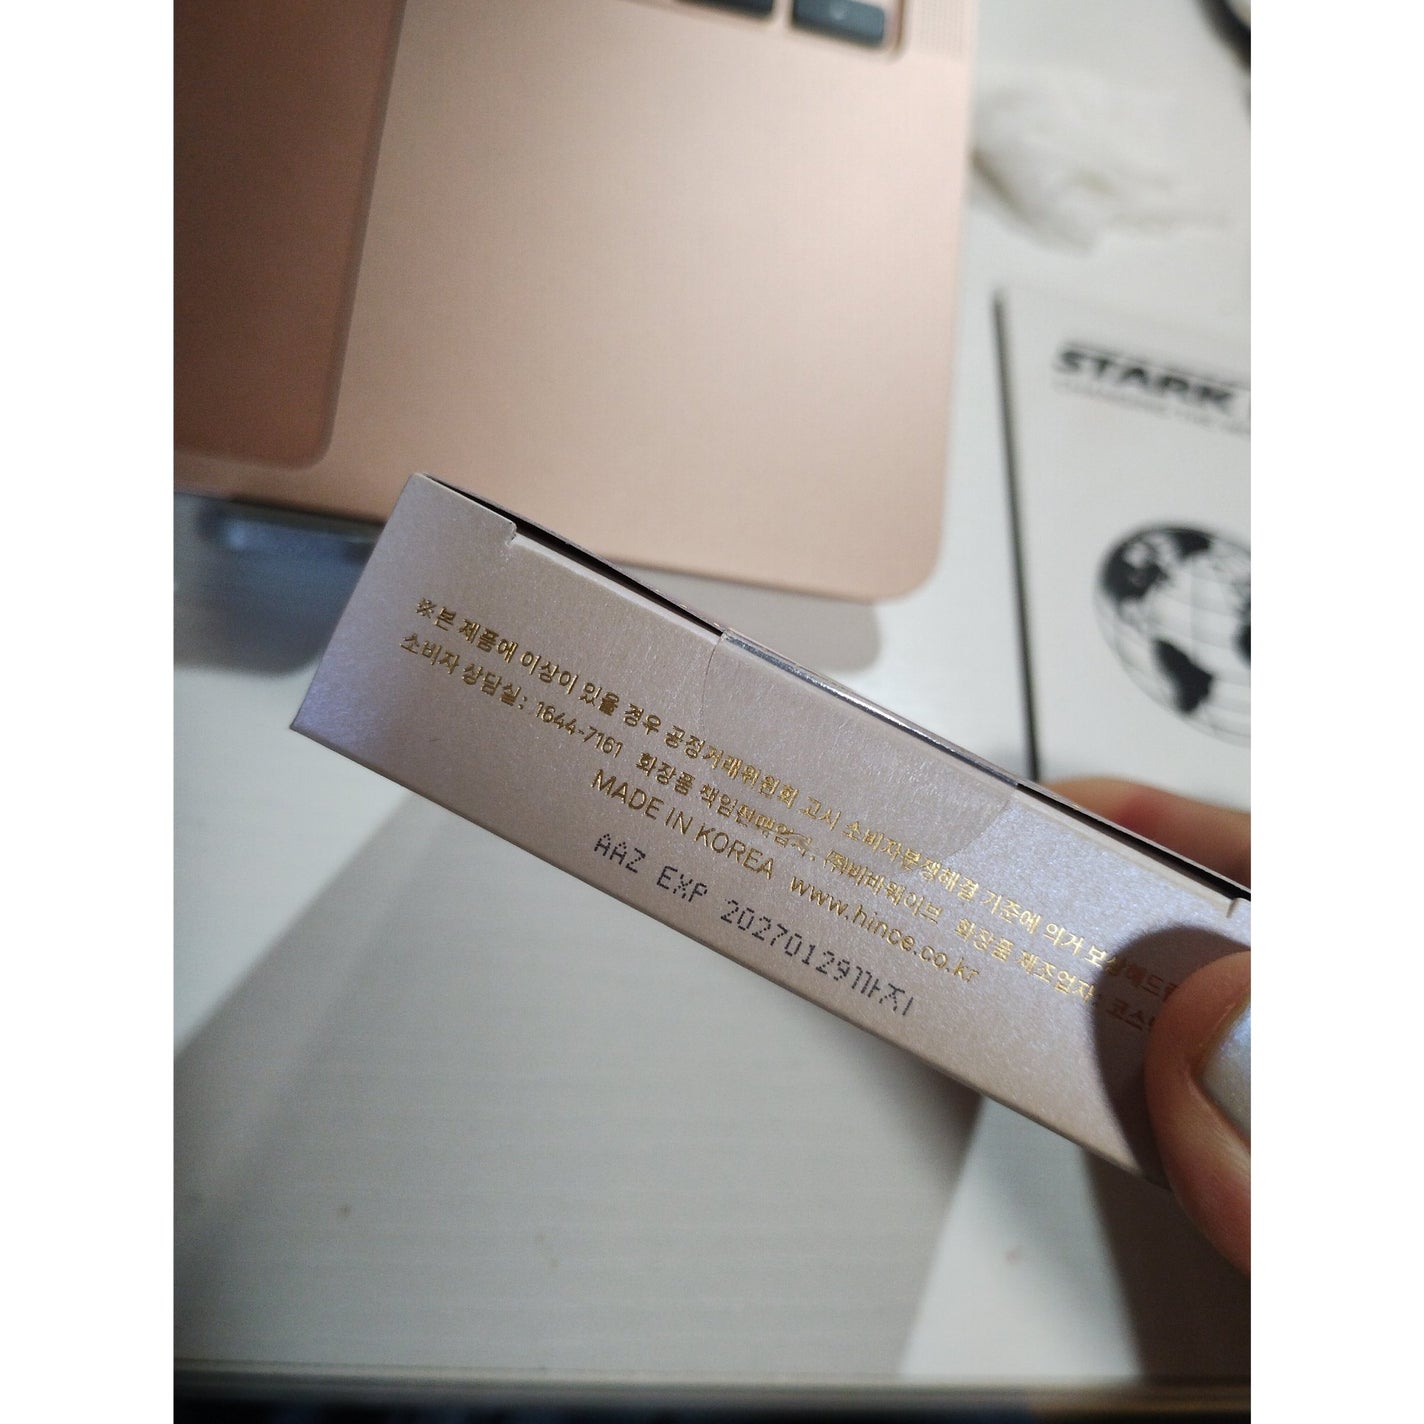 STARK
※본 제품에 이상이 있을 경우 공정거래위원회 고시 소비자분쟁해결 기준에 의거 보상해드
소비자 상담실: 1644-7161 화장품 책임판매업자: ㈜비바웨이브 화장품 제조업자: 코스
MADE IN KOREA www.hince.co.kr
AAZ EXP 20270129까지